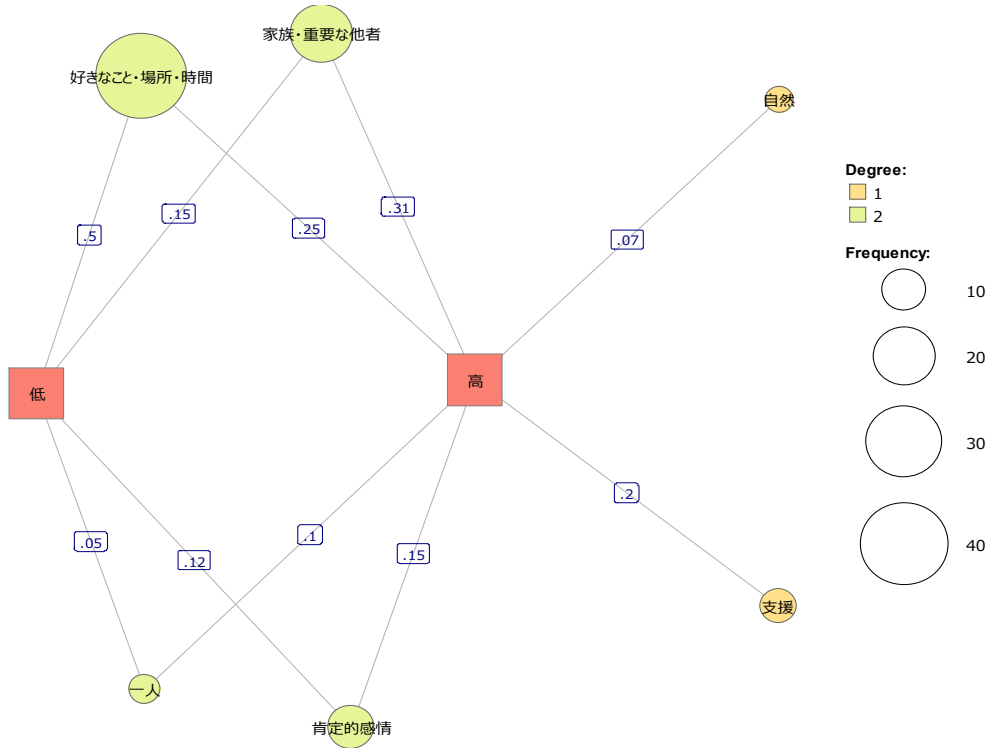 家族・重要な他者
好きなこと・場所・時間
自然
Degree:
1
2
.31
.15
.25
.5
.07
Frequency:
10
20
高
低
30
.2
.1
.05
.15
.12
40
支援
一人
肯定的感情